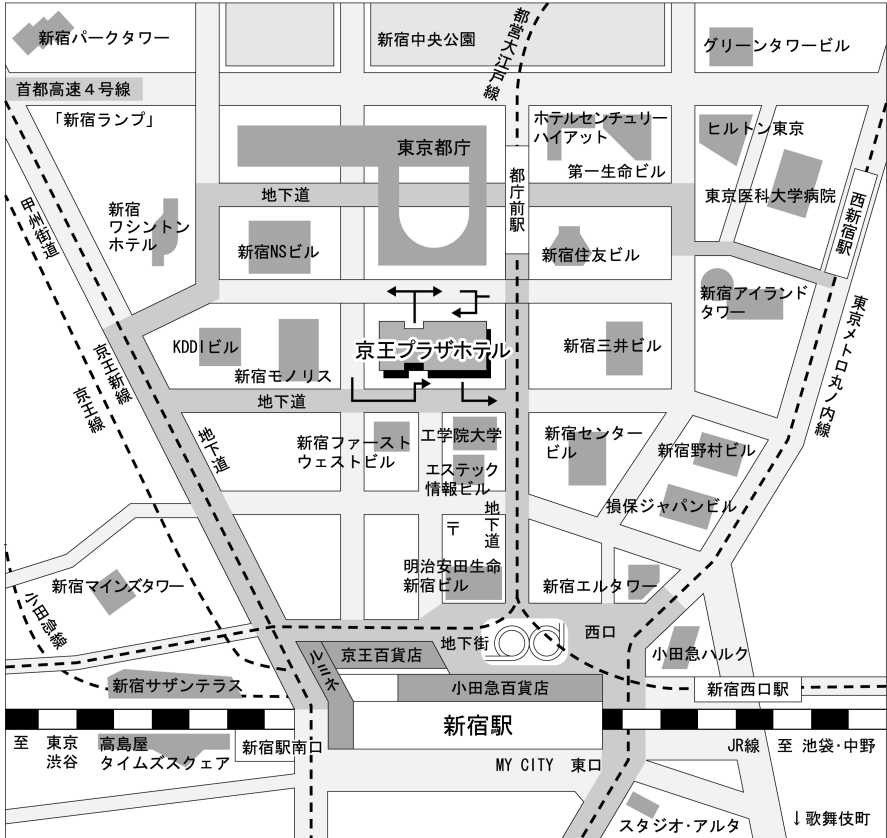 新宿パークタワー
新宿中央公園
都営大江戸線
グリーンタワービル
首都高速4号線
「新宿ランプ」
東京都庁
ホテルセンチュリー
ハイアット
ヒルトン東京
第一生命ビル
都庁前駅
地下道
東京医科大学病院
西新宿駅
甲州街道
新宿
ワシントン
ホテル
新宿NSビル
新宿住友ビル
新宿アイランド
タワー
東京メトロ丸ノ内線
KDDIビル
新宿モノリス
京王プラザホテル
新宿三井ビル
京王新線
京王線
地下道
地下道
新宿ファースト
ウェストビル
工学院大学
エステック
情報ビル
新宿センター
ビル
新宿野村ビル
損保ジャパンビル
地下道
〒
明治安田生命
新宿ビル
新宿エルタワー
新宿マインズタワー
小田急線
地下街
西口
小田急ハルク
ルミネ
京王百貨店
小田急百貨店
新宿サザンテラス
新宿西口駅
新宿駅
至 東京
渋谷
高島屋
タイムズスクェア
新宿駅南口
MY CITY 東口
JR線 至 池袋・中野
スタジオ・アルタ
↓歌舞伎町